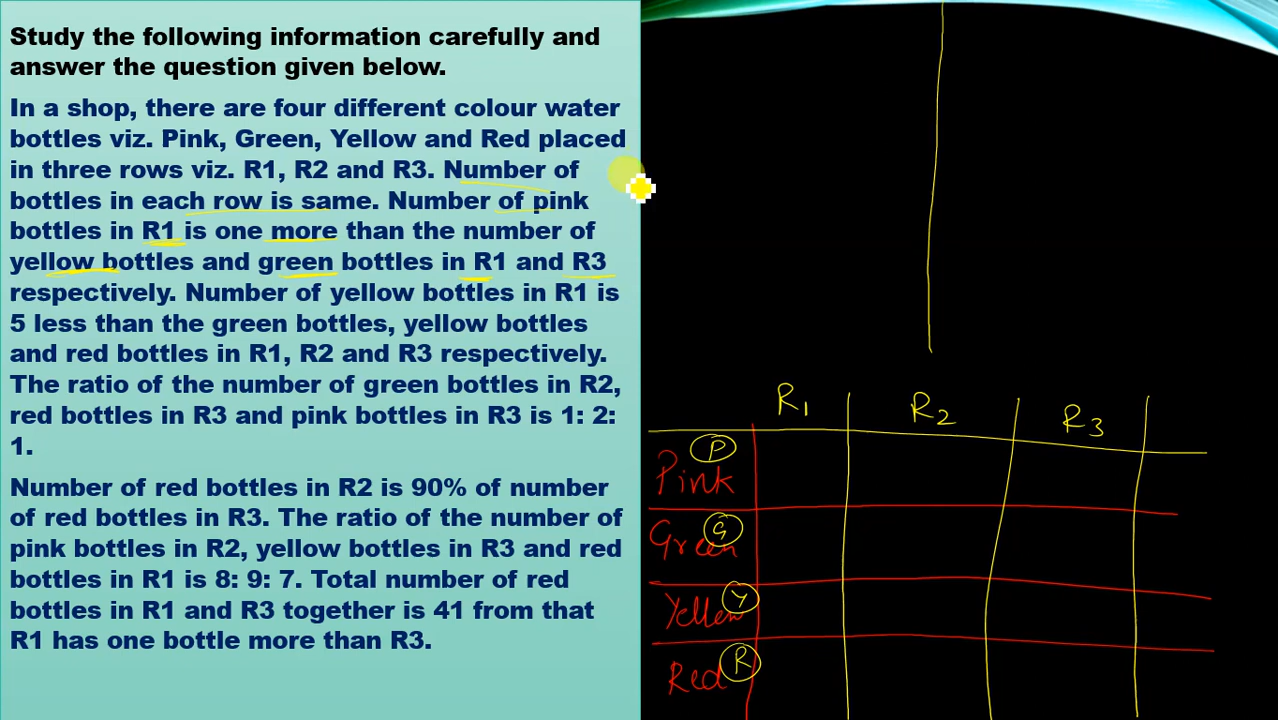 Study the following information carefully and
answer the question given below.
In a shop, there are four different colour water
bottles viz. Pink, Green, Yellow and Red placed
in three rows viz. R1, R2 and R3. Number of
bottles in each row is same. Number of pink
bottles in R1 is one more than the number of
yellow bottles and green bottles in R1 and R3
respectively. Number of yellow bottles in R1 is
5 less than the green bottles, yellow bottles
and red bottles in R1, R2 and R3 respectively.
The ratio of the number of green bottles in R2,
red bottles in R3 and pink bottles in R3 is 1: 2:
1.
Number of red bottles in R2 is 90% of number
of red bottles in R3. The ratio of the number of
pink bottles in R2, yellow bottles in R3 and red
bottles in R1 is 8: 9: 7. Total number of red
bottles in R1 and R3 together is 41 from that
R1 has one bottle more than R3.
R1 R2 R3
P
Pink
G
Green
Y
Yellow
R
Red